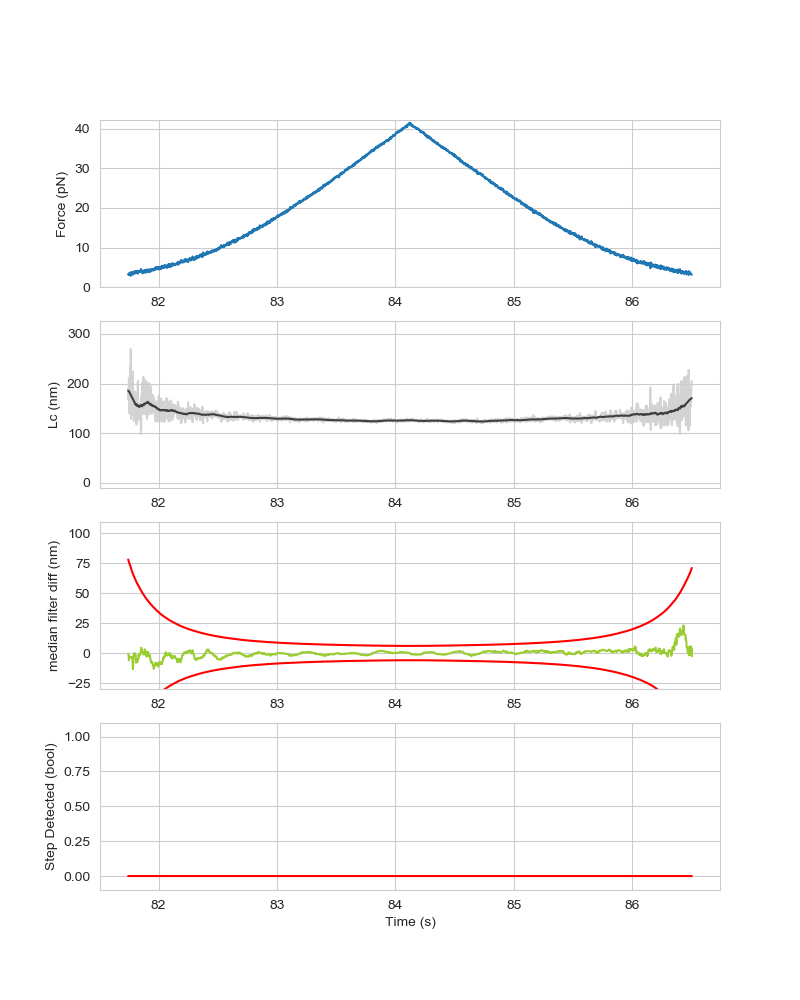 40
30
20
10
0
Force (pN)
82 83 84 85 86
300
200
100
0
Lc (nm)
82 83 84 85 86
100
75
50
25
0
−25
median filter diff (nm)
82 83 84 85 86
1.00
0.75
0.50
0.25
0.00
Step Detected (bool)
82 83 84 85 86
Time (s)